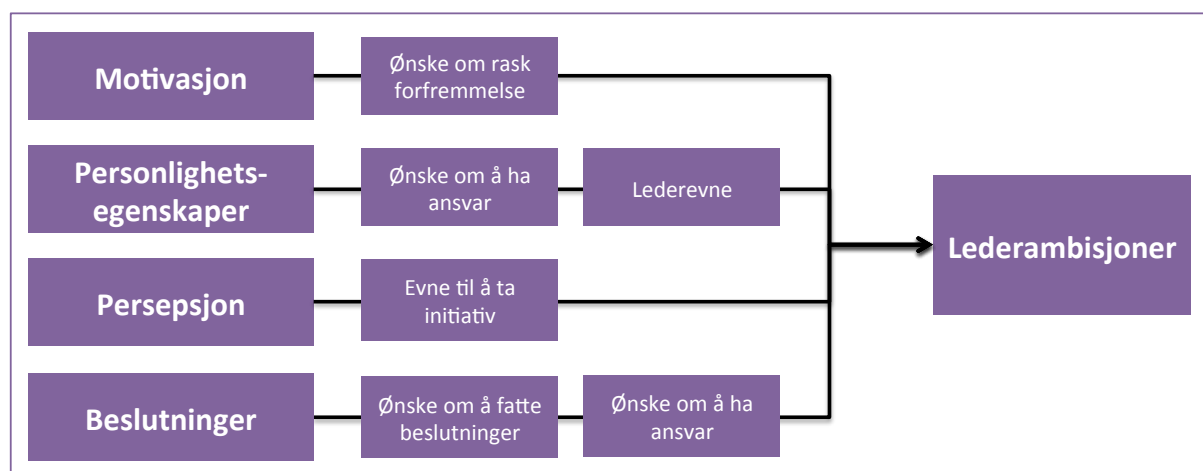 Motivasjon
Ønske om rask
forfremmelse
Personlighets-
egenskaper
Ønske om å ha
ansvar
Lederevne
Lederambisjoner
Persepsjon
Evne til å ta
initiativ
Beslutninger
Ønske om å fatte
beslutninger
Ønske om å ha
ansvar